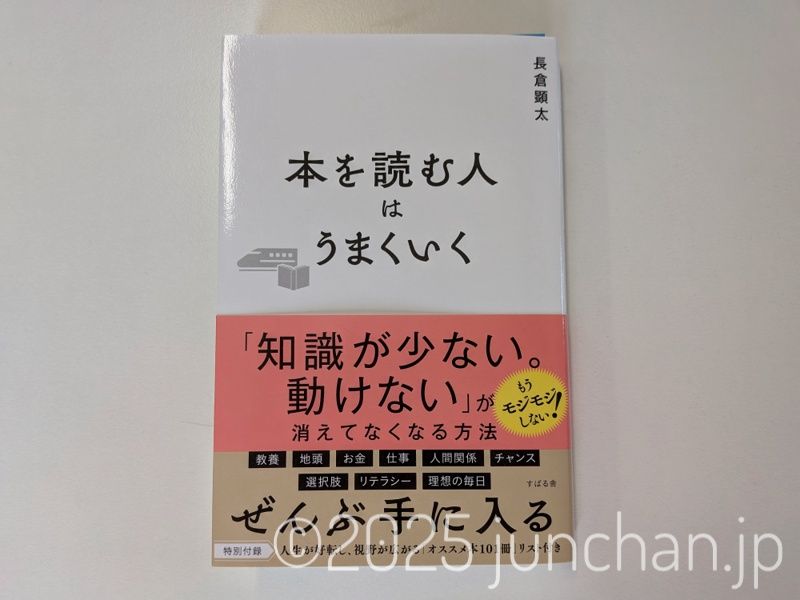 長倉顕太
本を読む人
は
うまくいく
「知識が少ない。
動けない」が
消えてなくなる方法
もう
モジモジ
しない!
教養 地頭 お金 仕事 人間関係 チャンス
選択肢 リテラシー 理想の毎日
すばる舎
ぜんぶ手に入る
特別付録 人生が好転し、視野が広がる「オススメ本101冊」リスト付き
©2025 junchan.jp